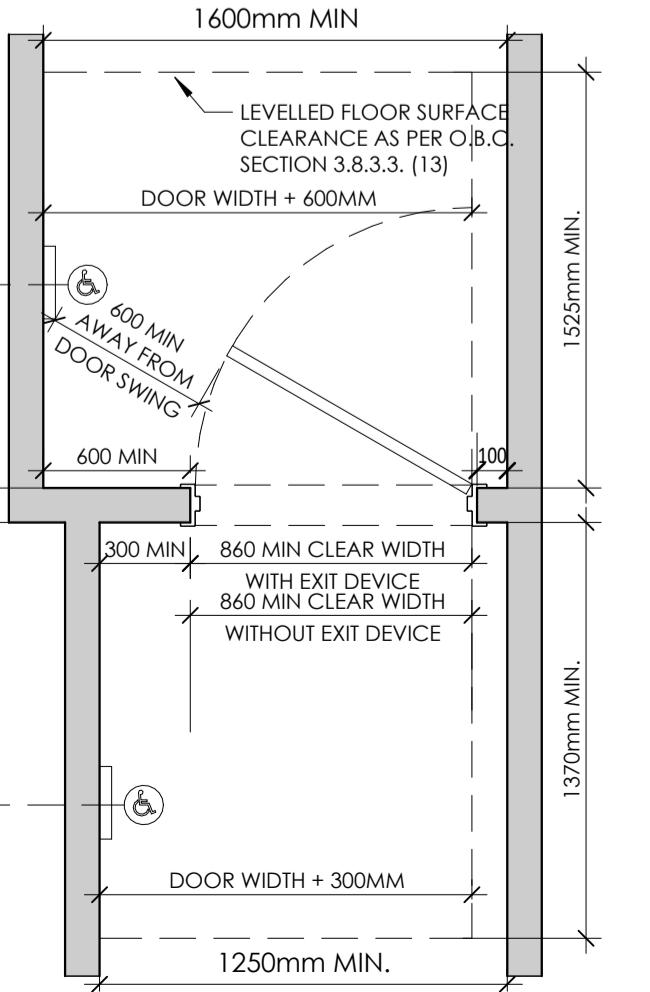 1600mm MIN
LEVELLED FLOOR SURFACE
CLEARANCE AS PER O.B.C.
SECTION 3.8.3.3. (13)
DOOR WIDTH + 600MM
1525mm MIN.
600 MIN
AWAY FROM
DOOR SWING
600 MIN
100
300 MIN
860 MIN CLEAR WIDTH
WITH EXIT DEVICE
860 MIN CLEAR WIDTH
WITHOUT EXIT DEVICE
1370mm MIN.
DOOR WIDTH + 300MM
1250mm MIN.